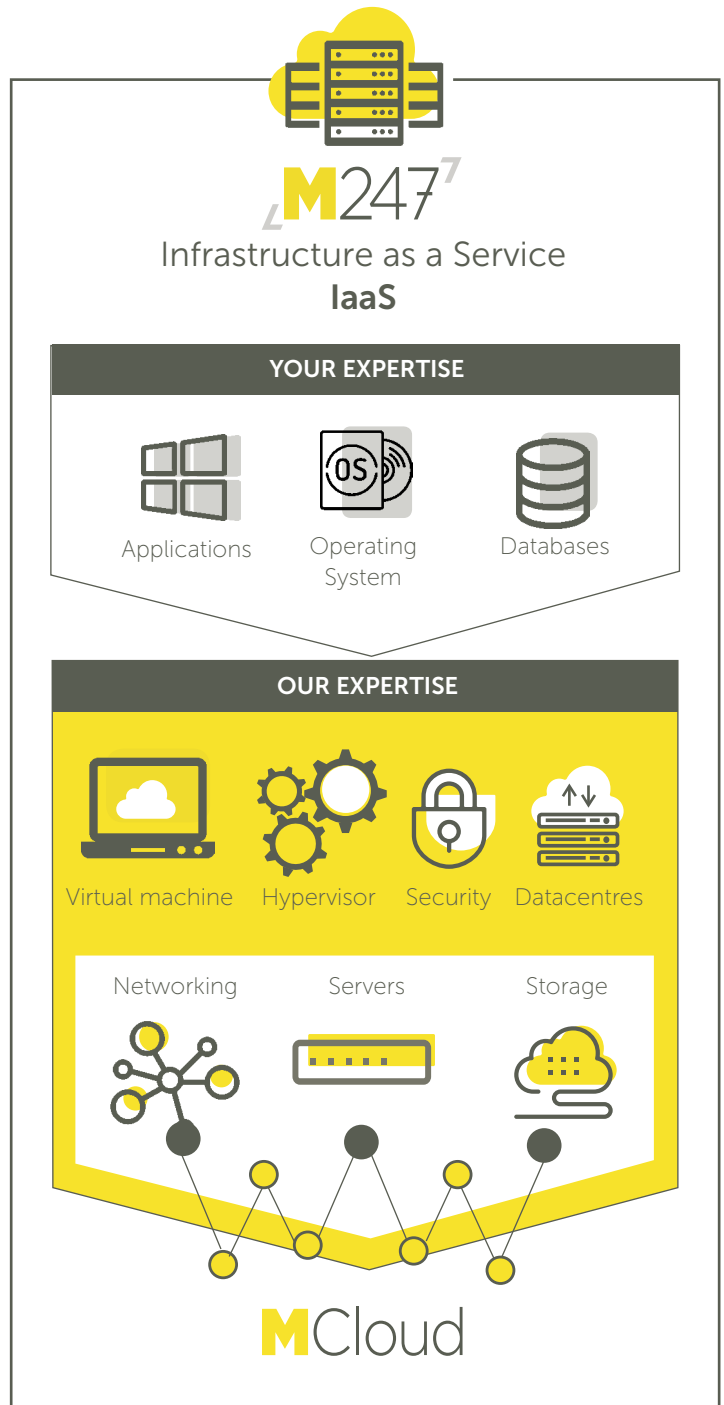 M247
Infrastructure as a Service
IaaS
YOUR EXPERTISE
OS
Applications
Operating
System
Databases
OUR EXPERTISE
Virtual machine
Hypervisor
Security
Datacentres
Networking
Servers
Storage
MCloud